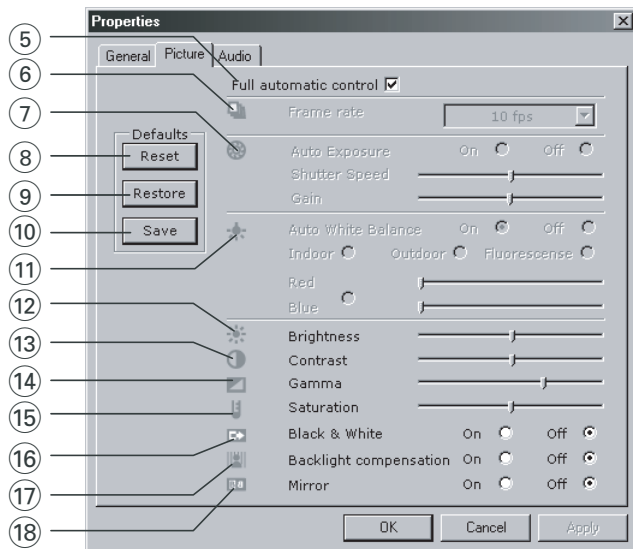 Properties
General Picture Audio
5
Full automatic control
6
Frame rate 10 fps
7
Defaults
Auto Exposure On Off
8
Reset
Shutter Speed
9
Restore
Gain
10
Save
Auto White Balance On Off
11
Indoor Outdoor Fluorescense
Red
Blue
12
Brightness
13
Contrast
14
Gamma
15
Saturation
16
Black & White On Off
17
Backlight compensation On Off
18
Mirror On Off
OK Cancel Apply